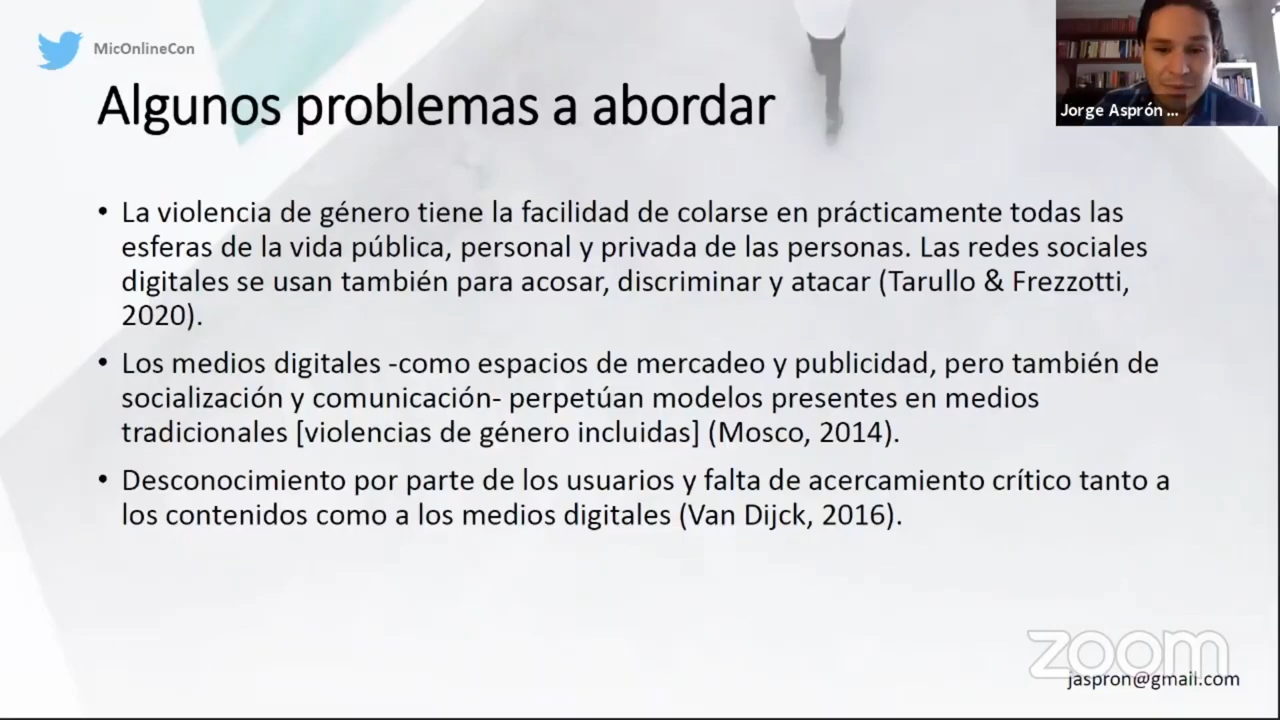 MicOnlineCon
Algunos problemas a abordar
Jorge Asprón ...
• La violencia de género tiene la facilidad de colarse en prácticamente todas las
esferas de la vida pública, personal y privada de las personas. Las redes sociales
digitales se usan también para acosar, discriminar y atacar (Tarullo & Frezzotti,
2020).
• Los medios digitales -como espacios de mercadeo y publicidad, pero también de
socialización y comunicación- perpetúan modelos presentes en medios
tradicionales [violencias de género incluidas] (Mosco, 2014).
• Desconocimiento por parte de los usuarios y falta de acercamiento crítico tanto a
los contenidos como a los medios digitales (Van Dijck, 2016).
zoom
jaspron@gmail.com